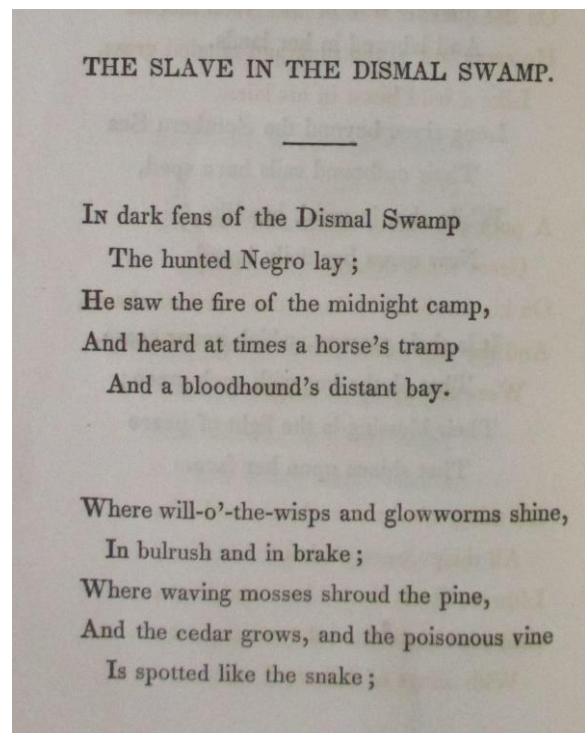 THE SLAVE IN THE DISMAL SWAMP.
IN dark fens of the Dismal Swamp
The hunted Negro lay;
He saw the fire of the midnight camp,
And heard at times a horse's tramp
And a bloodhound's distant bay.
Where will-o'-the-wisps and glowworms shine,
In bulrush and in brake;
Where waving mosses shroud the pine,
And the cedar grows, and the poisonous vine
Is spotted like the snake;